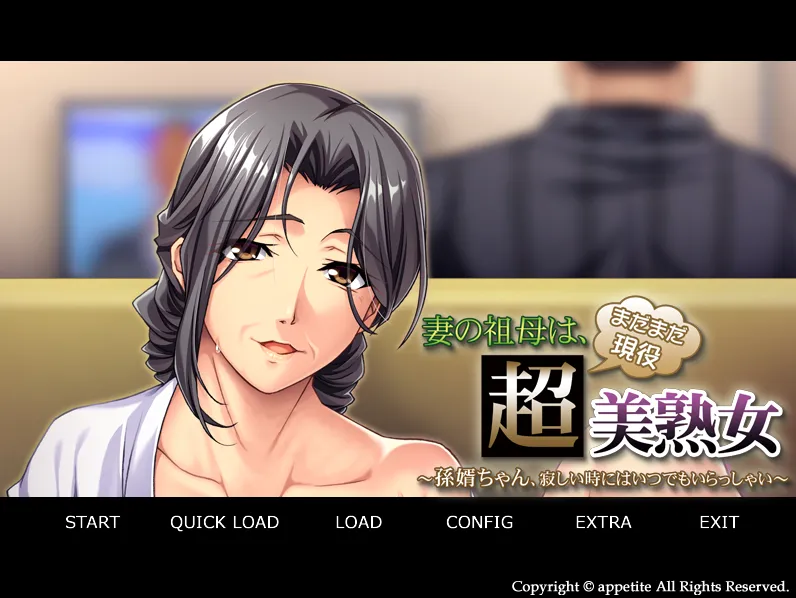 妻の祖母は、
まだまだ
現役
超
美熟女
～孫婿ちゃん、寂しい時にはいつでもいらっしゃい～
START
QUICK LOAD
LOAD
CONFIG
EXTRA
EXIT
Copyright © appetite All Rights Reserved.